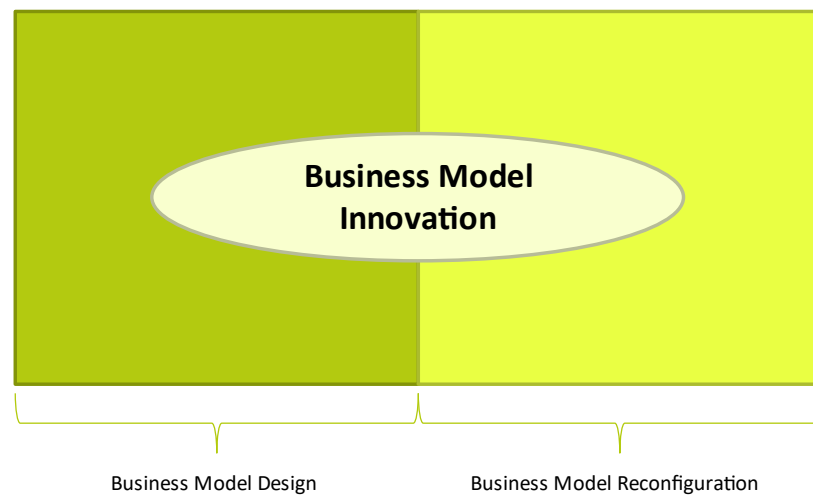 Business Model
Innovation
Business Model Design
Business Model Reconfiguration